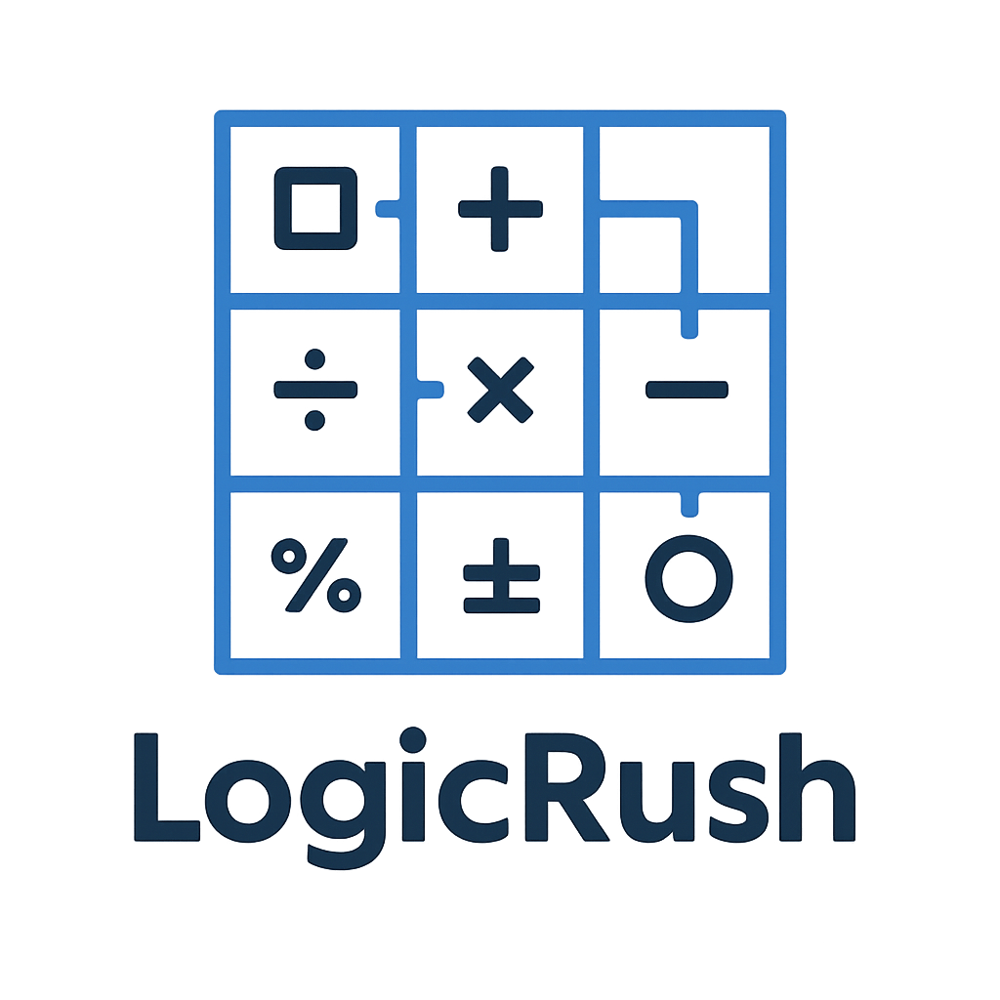 □ +
÷ × −
% ± ○
LogicRush